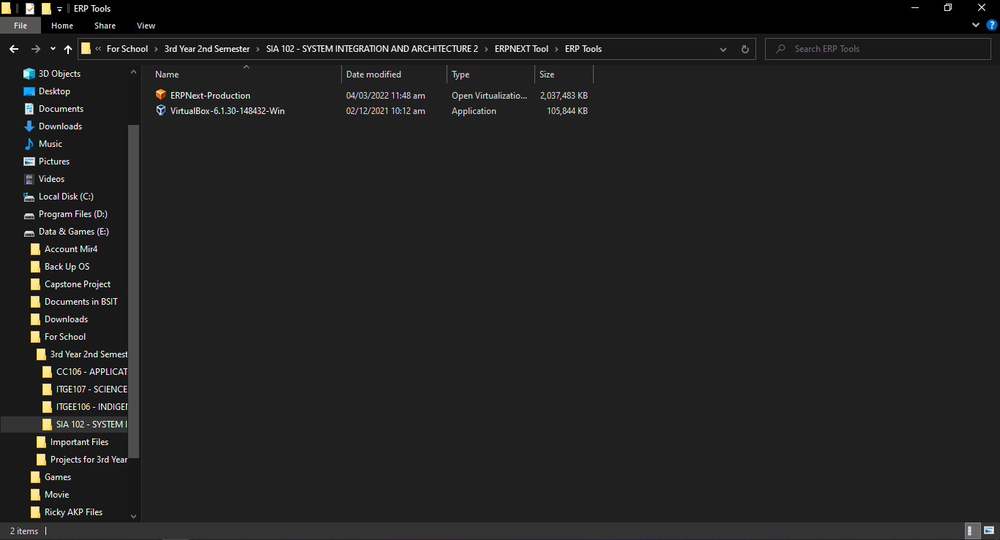 ERP Tools
File Home Share View
For School 3rd Year 2nd Semester SIA 102 - SYSTEM INTEGRATION AND ARCHITECTURE 2 ERPNEXT Tool ERP Tools Search ERP Tools
3D Objects
Desktop
Documents
Downloads
Music
Pictures
Videos
Local Disk (C:)
Program Files (D:)
Data & Games (E:)
Account Mir4
Back Up OS
Capstone Project
Documents in BSIT
Downloads
For School
3rd Year 2nd Semest
CC106 - APPLICAT
ITGE107 - SCIENCE
ITGEE106 - INDIGEN
SIA 102 - SYSTEM I
Important Files
Projects for 3rd Year
Games
Movie
Ricky AKP Files
Name Date modified Type Size
ERPNext-Production 04/03/2022 11:48 am Open Virtualizatio... 2,037,483 KB
VirtualBox-6.1.30-148432-Win 02/12/2021 10:12 am Application 105,844 KB
2 items